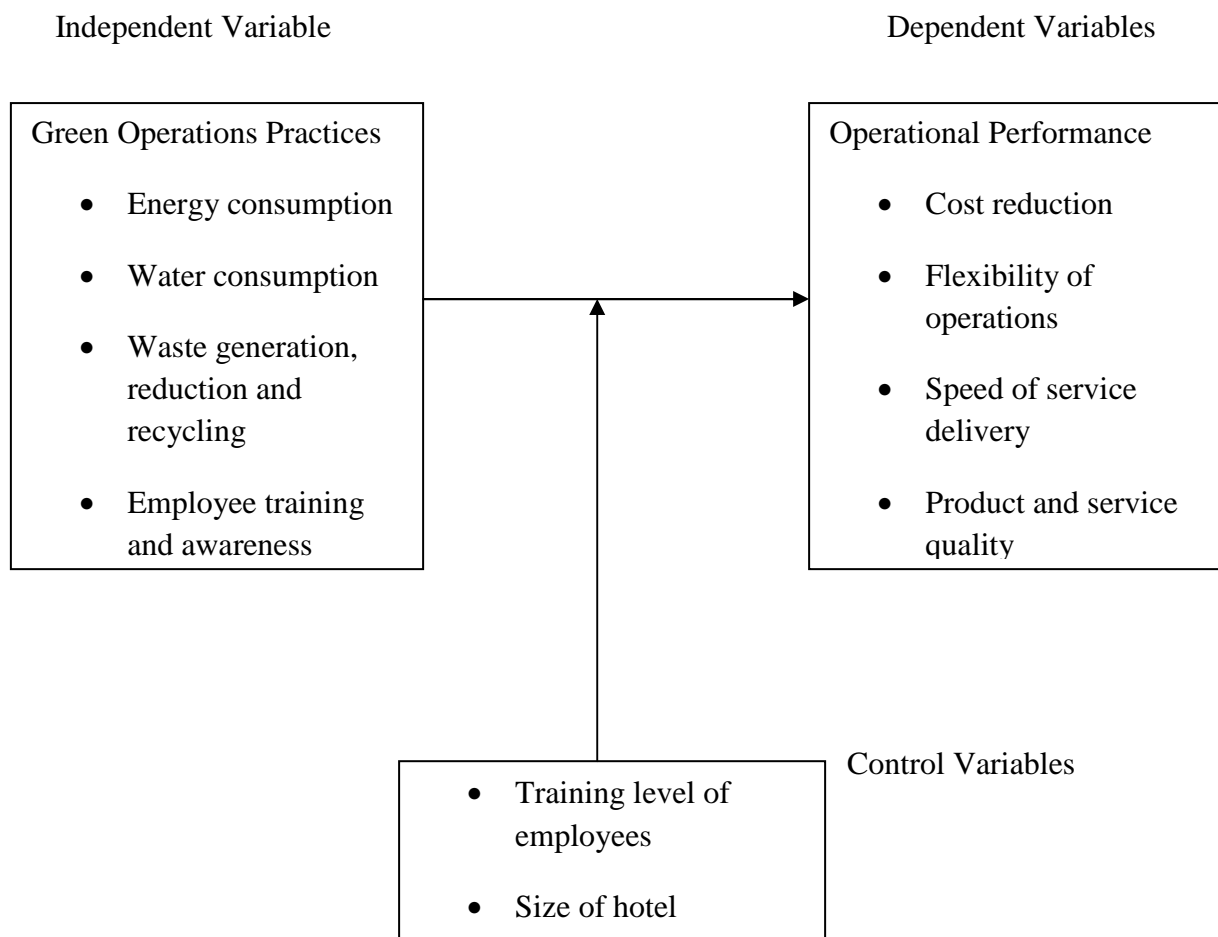 Independent Variable
Dependent Variables
Green Operations Practices
• Energy consumption
• Water consumption
• Waste generation,
reduction and
recycling
• Employee training
and awareness
Operational Performance
• Cost reduction
• Flexibility of
operations
• Speed of service
delivery
• Product and service
quality
Control Variables
• Training level of
employees
• Size of hotel